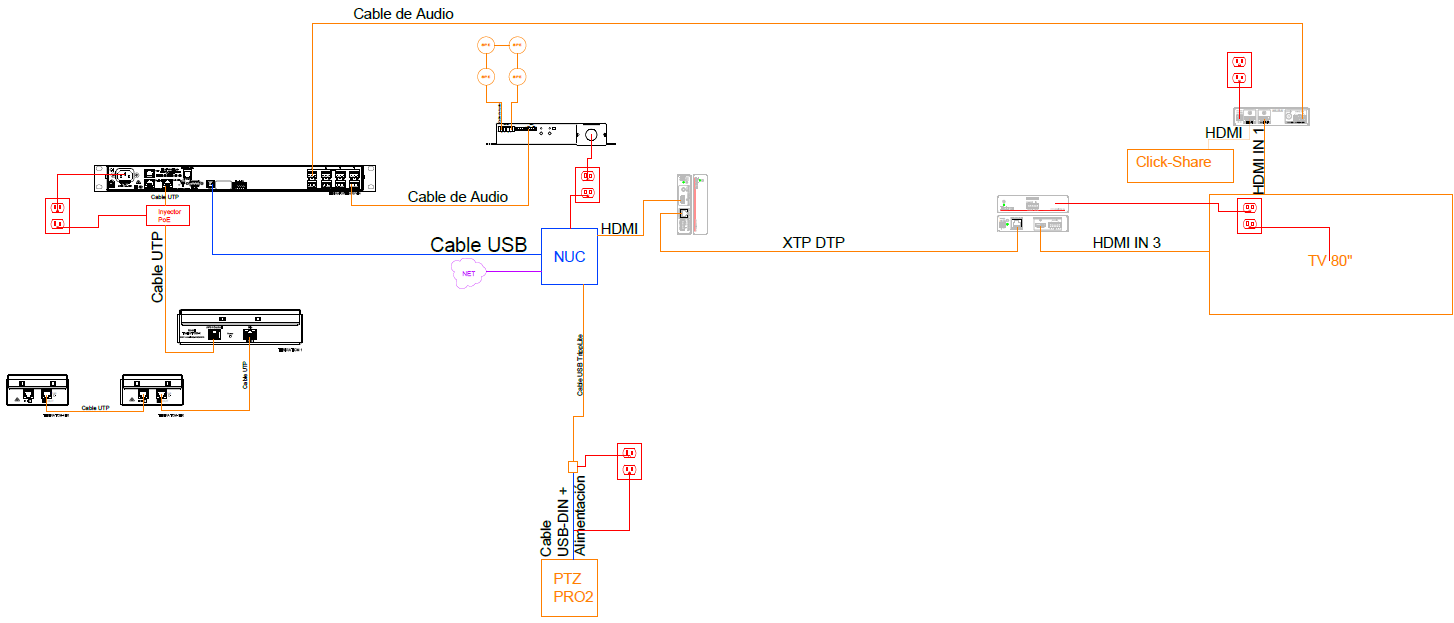 Cable de Audio
HDMI
HDMI IN 1
Click-Share
Cable UTP
Cable de Audio
Inyector
PoE
Cable UTP
Cable USB
NUC
HDMI
NET
XTP DTP
HDMI IN 3
TV 80"
Cable UTP
Cable UTP
Cable USB TrippLite
Cable
USB-DIN +
Alimentación
PTZ
PRO2